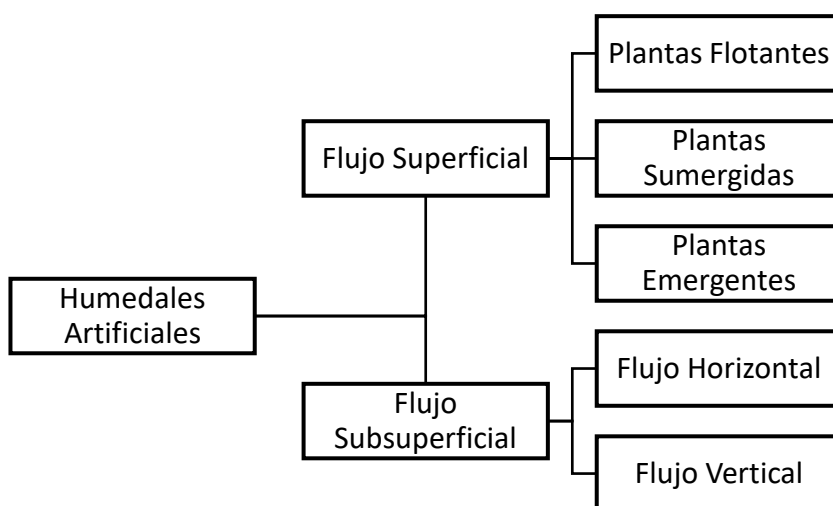 Humedales
Artificiales
Flujo Superficial
Plantas Flotantes
Plantas
Sumergidas
Plantas
Emergentes
Flujo
Subsuperficial
Flujo Horizontal
Flujo Vertical